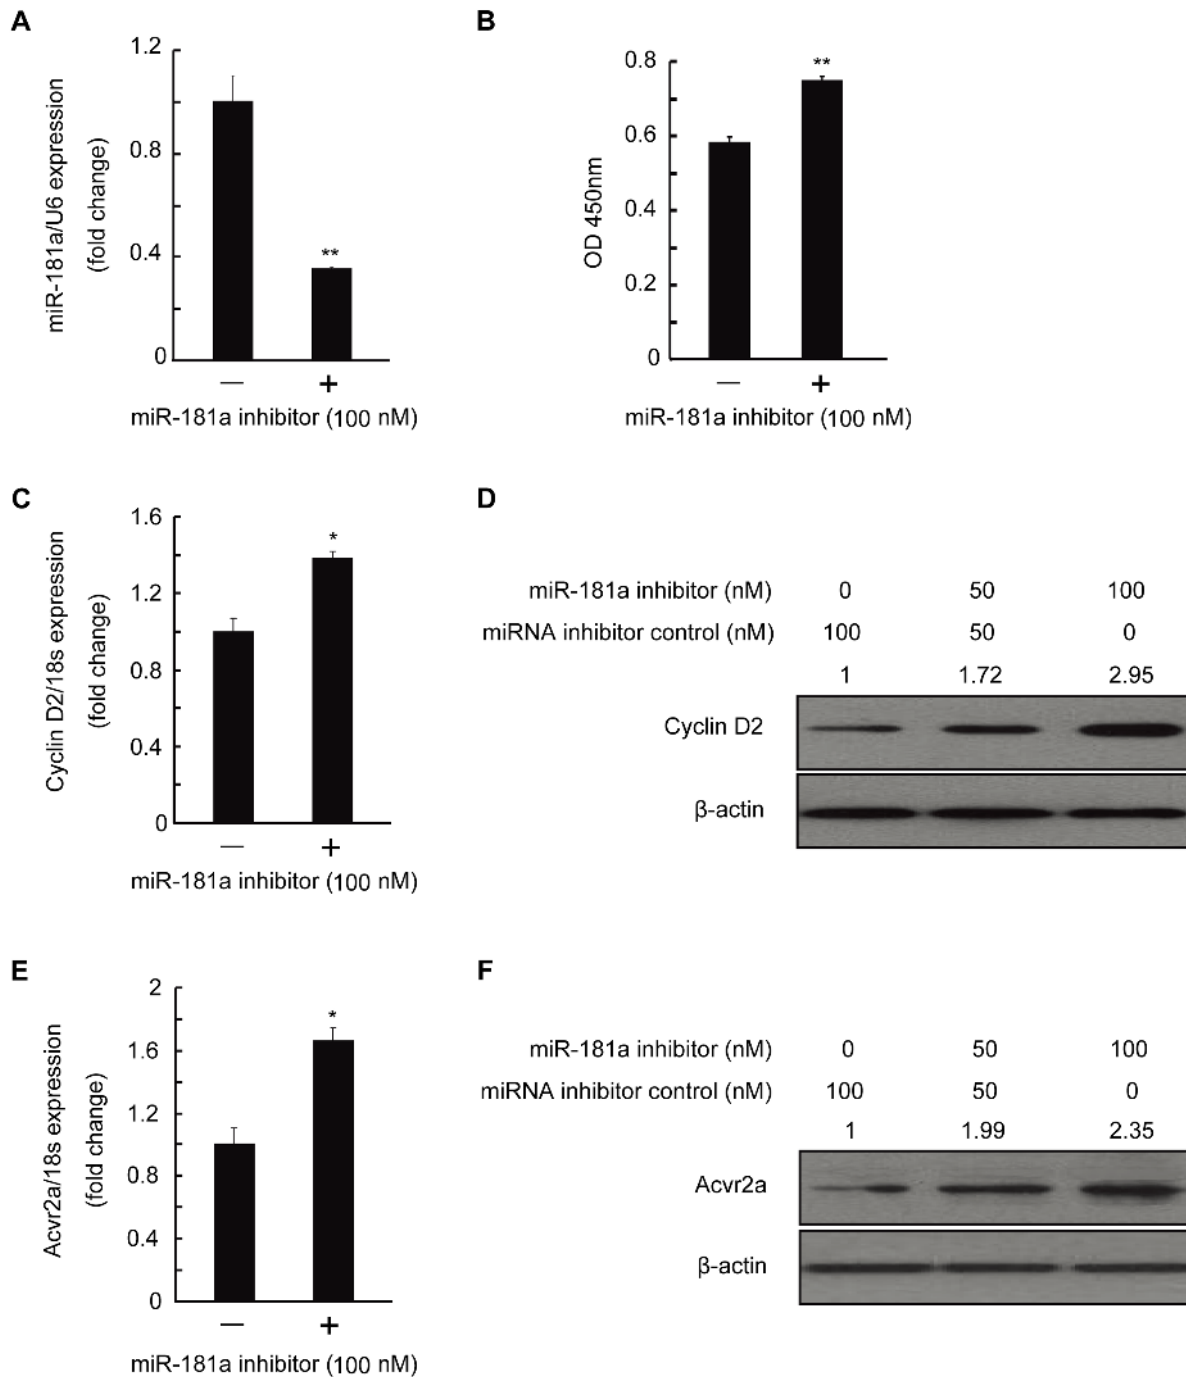 A
miR-181a/U6 expression
(fold change)
1.2
0.8
0.4
0
**
— +
miR-181a inhibitor (100 nM)
B
OD 450nm
0.8
0.6
0.4
0.2
0
**
— +
miR-181a inhibitor (100 nM)
C
Cyclin D2/18s expression
(fold change)
1.6
1.2
0.8
0.4
0
*
— +
miR-181a inhibitor (100 nM)
D
miR-181a inhibitor (nM) 0 50 100
miRNA inhibitor control (nM) 100 50 0
1 1.72 2.95
Cyclin D2
β-actin
E
Acvr2a/18s expression
(fold change)
2
1.6
1.2
0.8
0.4
0
*
— +
miR-181a inhibitor (100 nM)
F
miR-181a inhibitor (nM) 0 50 100
miRNA inhibitor control (nM) 100 50 0
1 1.99 2.35
Acvr2a
β-actin